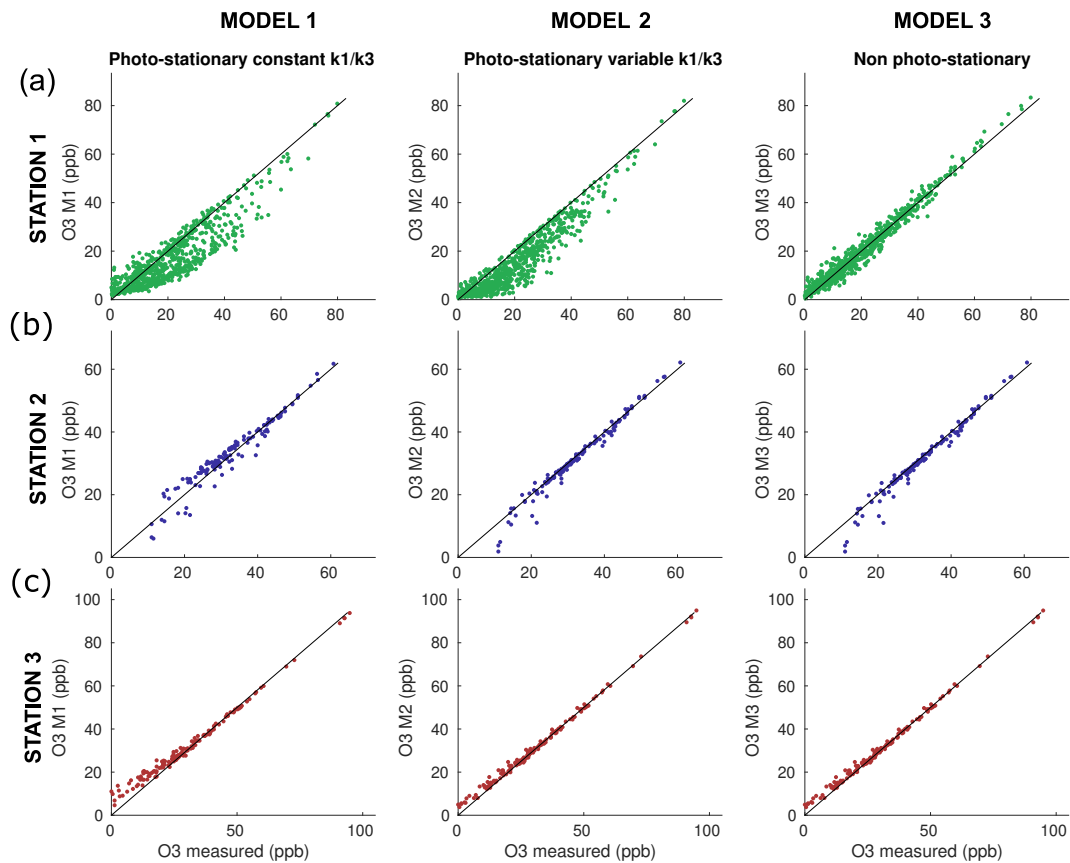 MODEL 1 MODEL 2 MODEL 3
Photo-stationary constant k1/k3 Photo-stationary variable k1/k3 Non photo-stationary
(a)
STATION 1
O3 M1 (ppb)
80
60
40
20
0
0 20 40 60 80
O3 M2 (ppb)
80
60
40
20
0
0 20 40 60 80
O3 M3 (ppb)
80
60
40
20
0
0 20 40 60 80
(b)
STATION 2
O3 M1 (ppb)
60
40
20
0
0 20 40 60
O3 M2 (ppb)
60
40
20
0
0 20 40 60
O3 M3 (ppb)
60
40
20
0
0 20 40 60
(c)
STATION 3
O3 M1 (ppb)
100
80
60
40
20
0
0 50 100
O3 measured (ppb)
O3 M2 (ppb)
100
80
60
40
20
0
0 50 100
O3 measured (ppb)
O3 M3 (ppb)
100
80
60
40
20
0
0 50 100
O3 measured (ppb)